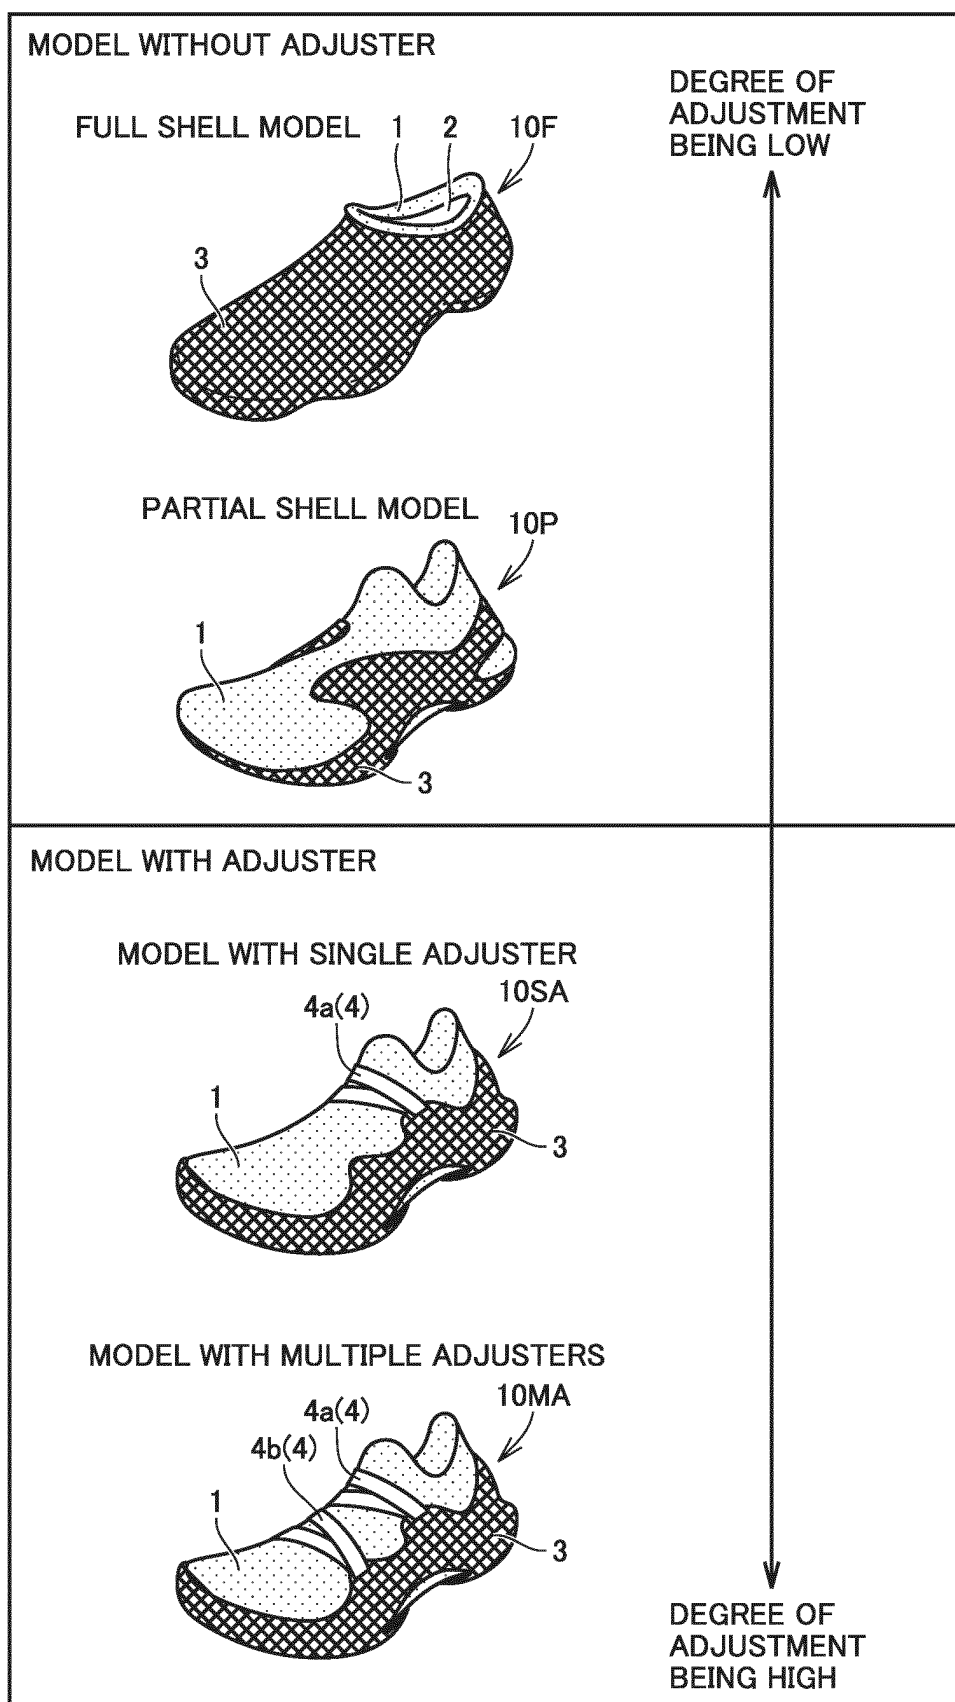 MODEL WITHOUT ADJUSTER
DEGREE OF
ADJUSTMENT
BEING LOW
FULL SHELL MODEL 1 2 10F
3
PARTIAL SHELL MODEL
10P
1
3
MODEL WITH ADJUSTER
MODEL WITH SINGLE ADJUSTER
4a(4) 10SA
1
3
MODEL WITH MULTIPLE ADJUSTERS
4a(4) 10MA
4b(4)
1
3
DEGREE OF
ADJUSTMENT
BEING HIGH